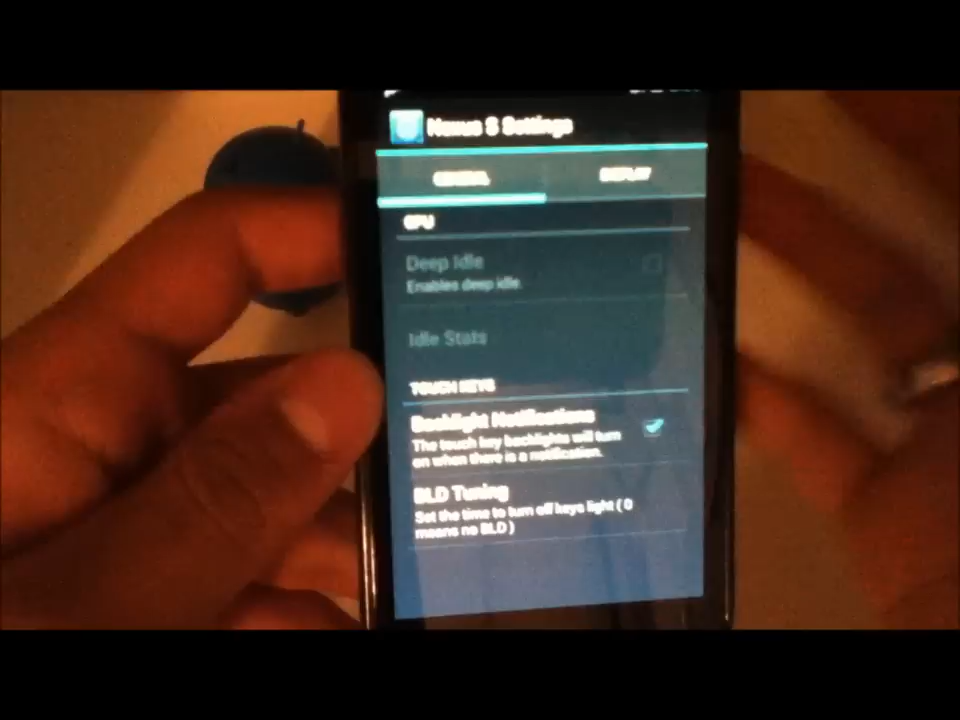 Nexus S Settings
GENERAL DISPLAY
CPU
Deep Idle
Enables deep idle.
Idle Stats
TOUCH KEYS
Backlight Notifications
The touch key backlights will turn
on when there is a notification.
BLD Tuning
Set the time to turn off keys light ( 0
means no BLD )